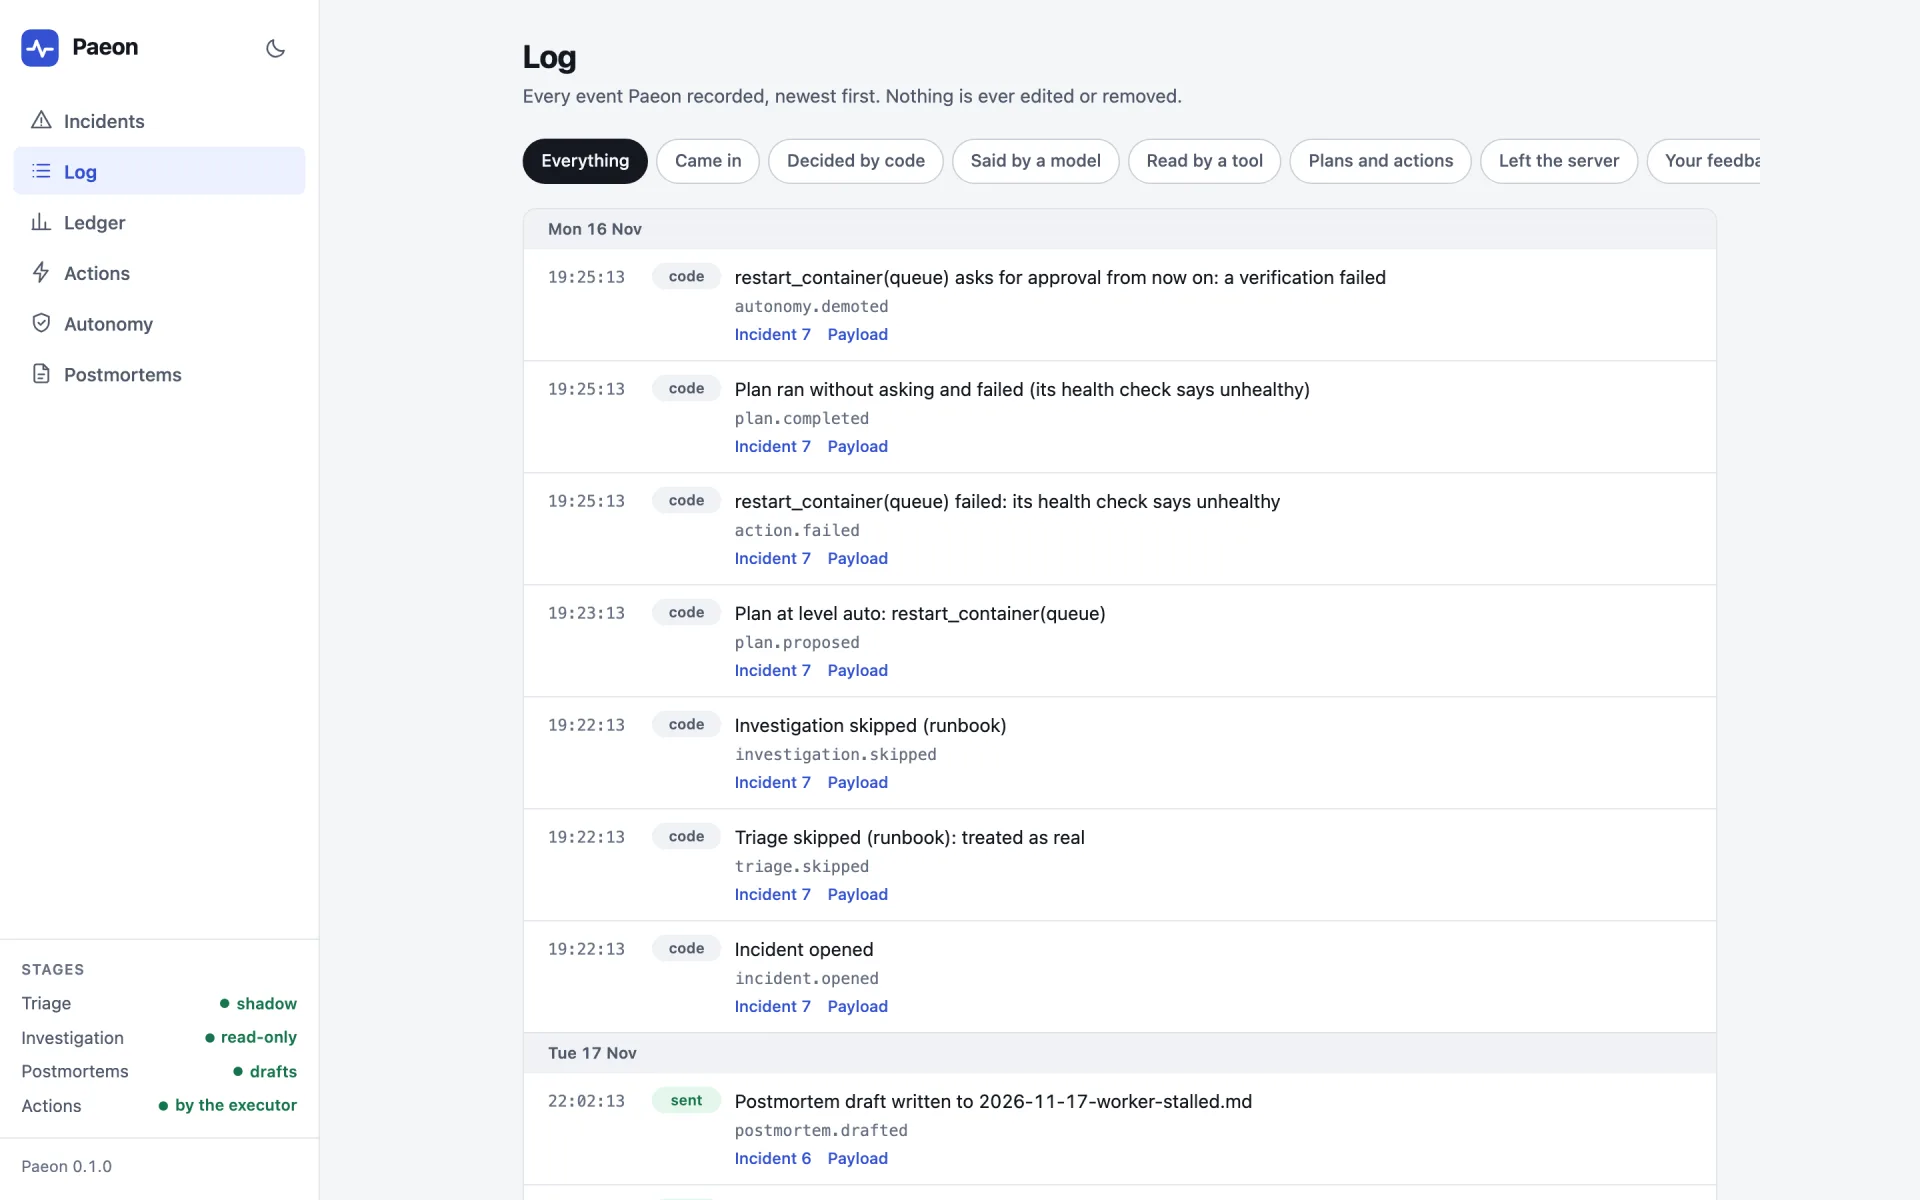 Paeon
Incidents
Log
Ledger
Actions
Autonomy
Postmortems
STAGES
Triage shadow
Investigation read-only
Postmortems drafts
Actions by the executor
Paeon 0.1.0
Log
Every event Paeon recorded, newest first. Nothing is ever edited or removed.
Everything Came in Decided by code Said by a model Read by a tool Plans and actions Left the server Your feedba
Mon 16 Nov
19:25:13 code restart_container(queue) asks for approval from now on: a verification failed
autonomy.demoted
Incident 7 Payload
19:25:13 code Plan ran without asking and failed (its health check says unhealthy)
plan.completed
Incident 7 Payload
19:25:13 code restart_container(queue) failed: its health check says unhealthy
action.failed
Incident 7 Payload
19:23:13 code Plan at level auto: restart_container(queue)
plan.proposed
Incident 7 Payload
19:22:13 code Investigation skipped (runbook)
investigation.skipped
Incident 7 Payload
19:22:13 code Triage skipped (runbook): treated as real
triage.skipped
Incident 7 Payload
19:22:13 code Incident opened
incident.opened
Incident 7 Payload
Tue 17 Nov
22:02:13 sent Postmortem draft written to 2026-11-17-worker-stalled.md
postmortem.drafted
Incident 6 Payload